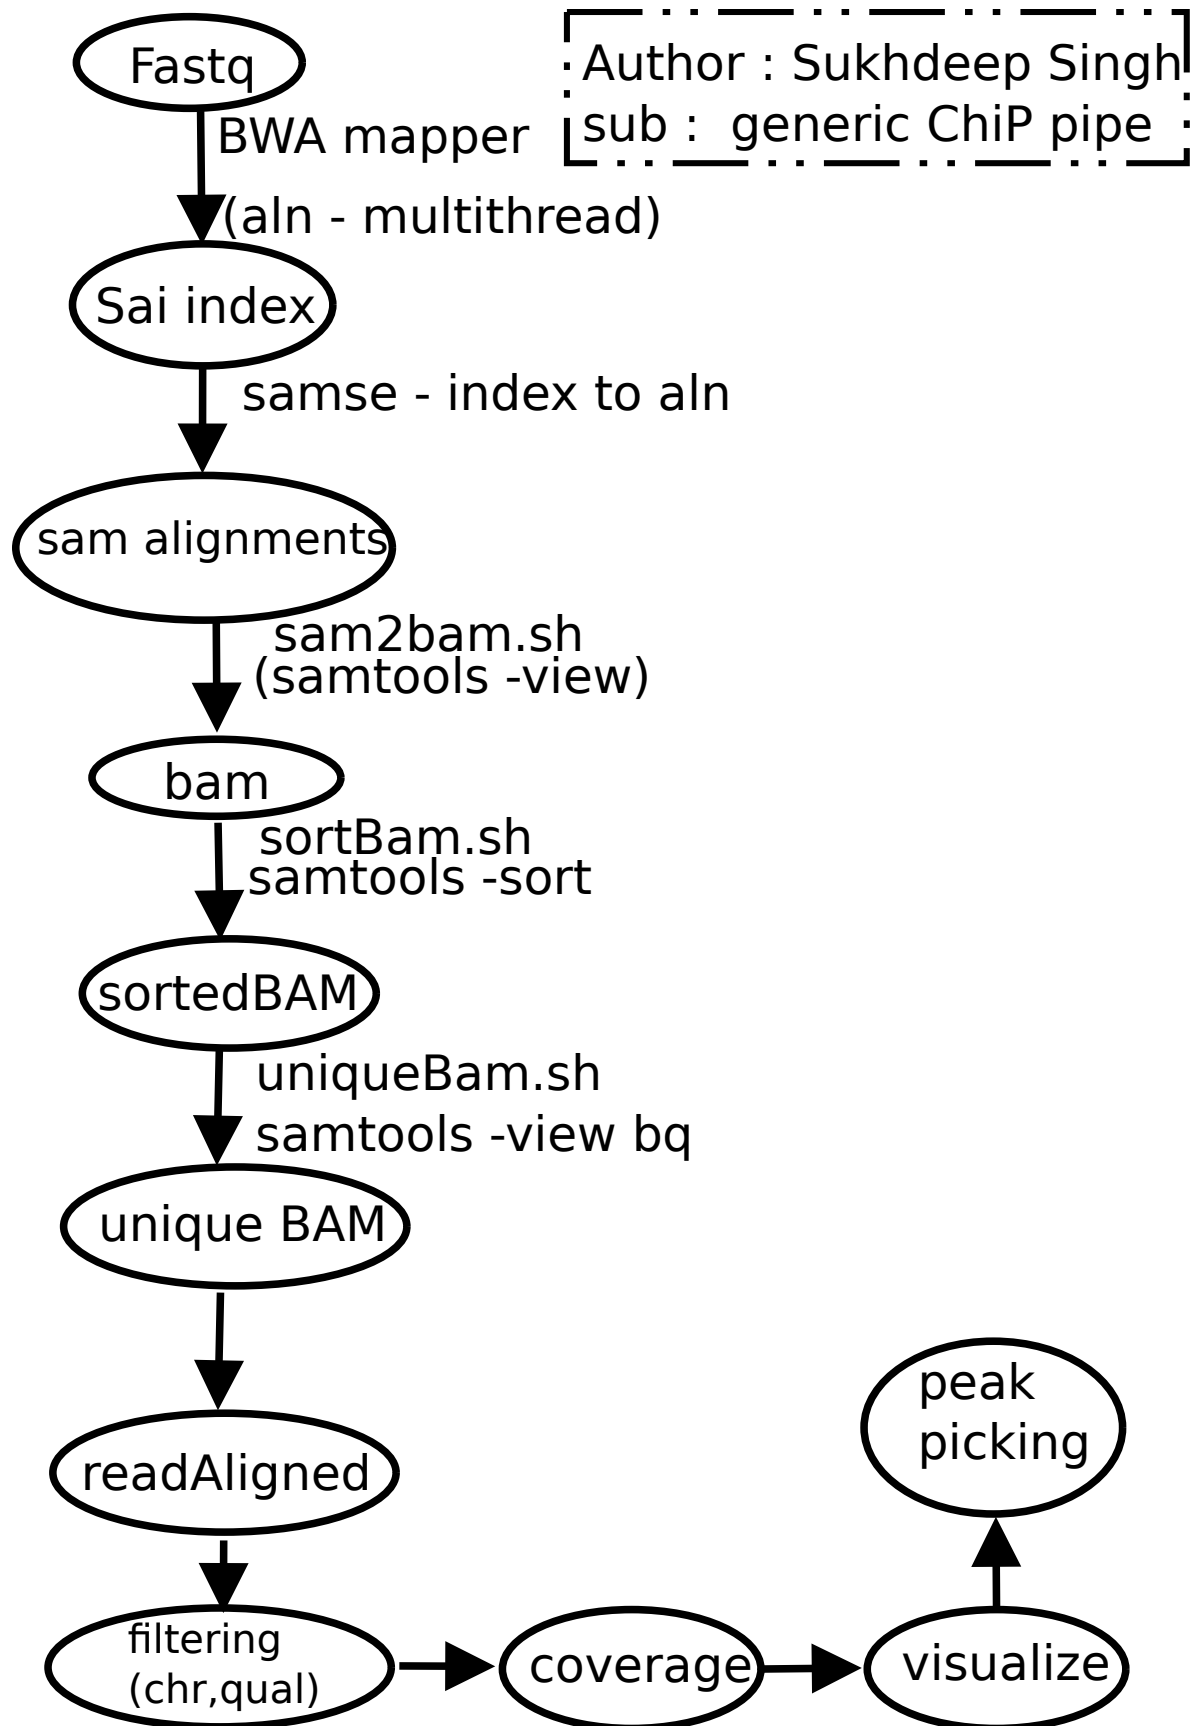 Fastq
Author : Sukhdeep Singh
sub :  generic ChiP pipe
BWA mapper
(aln - multithread)
Sai index
samse - index to aln
sam alignments
sam2bam.sh
(samtools -view)
bam
sortBam.sh
samtools -sort
sortedBAM
uniqueBam.sh
samtools -view bq
unique BAM
readAligned
filtering
(chr,qual)
coverage
visualize
peak
picking